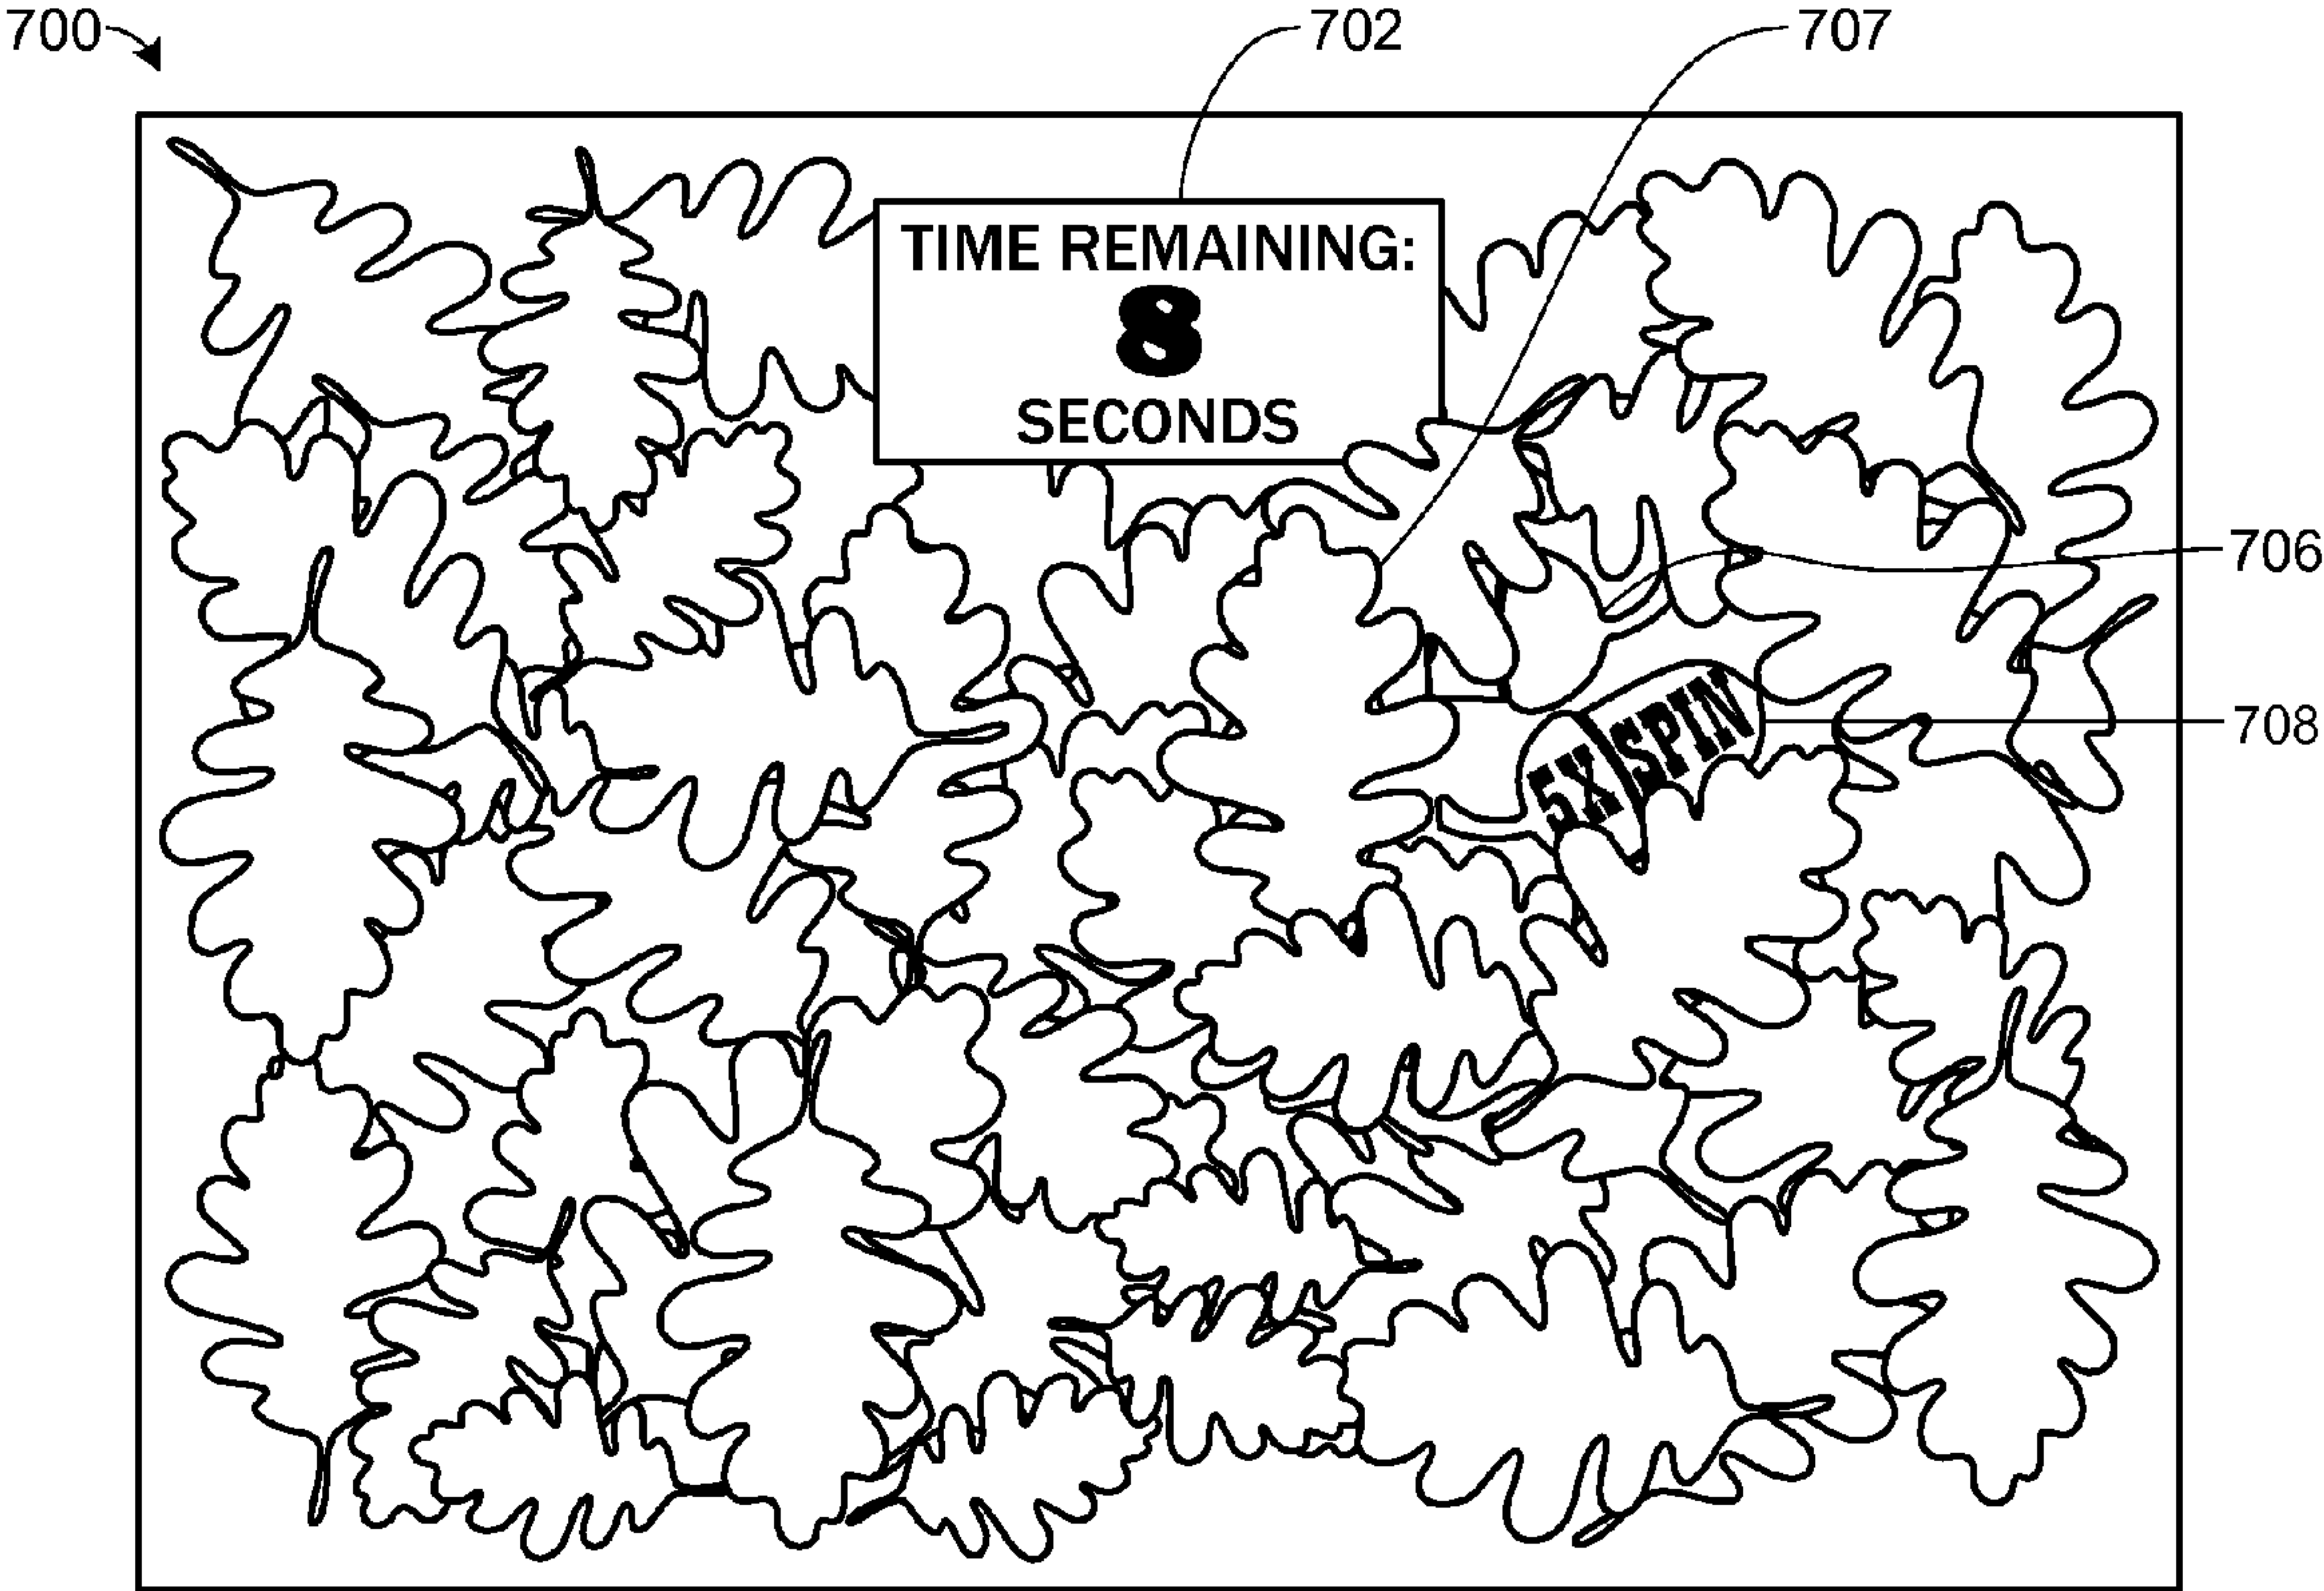 700
702
707
TIME REMAINING:
8
SECONDS
706
5X SPIN
708